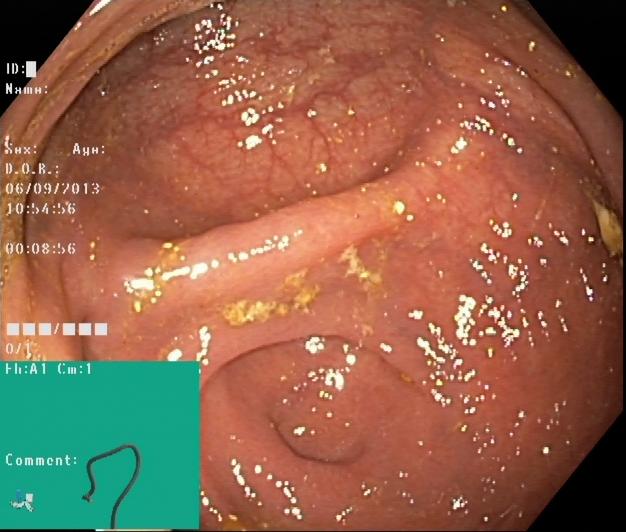 ID:
Name:
Sex: Age:
D.O.B.:
06/09/2013
10:54:56
00:08:56
/
0/1
Eh:A1 Cm:1
Comment: